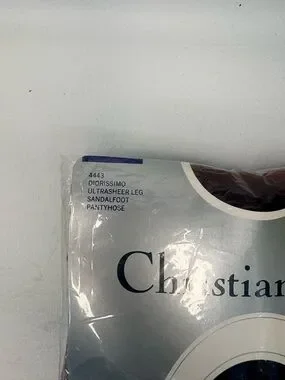 4443
DIORISSIMO
ULTRASHEER LEG
SANDALFOOT
PANTYHOSE
Christian